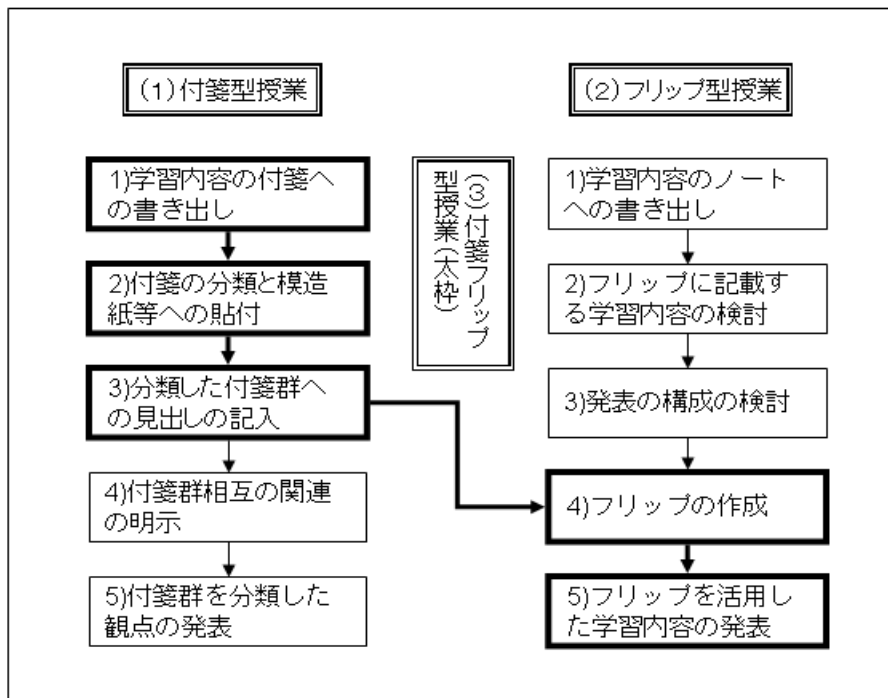 (1)付箋型授業
1)学習内容の付箋へ
の書き出し
2)付箋の分類と模造
紙等への貼付
3)分類した付箋群へ
の見出しの記入
4)付箋群相互の関連
の明示
5)付箋群を分類した
観点の発表
(3)付箋フリップ
型授業(太枠)
(2)フリップ型授業
1)学習内容のノート
への書き出し
2)フリップに記載す
る学習内容の検討
3)発表の構成の検討
4)フリップの作成
5)フリップを活用し
た学習内容の発表